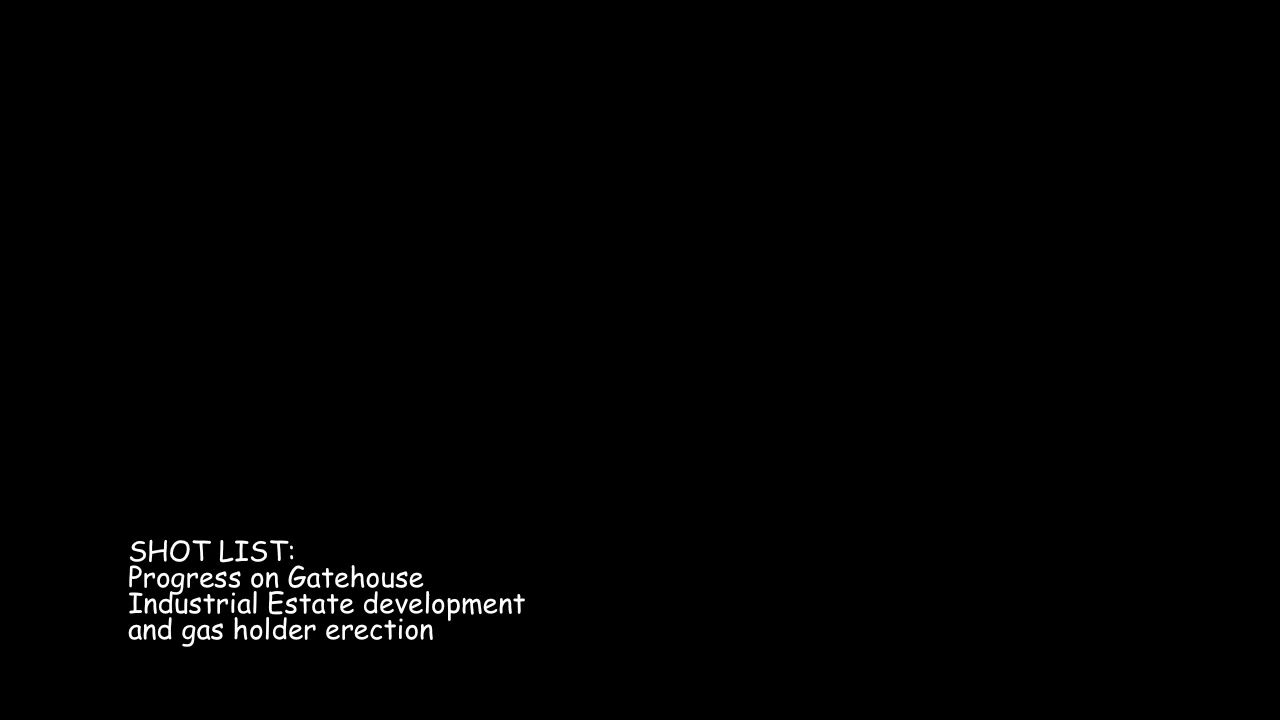 SHOT LIST:
Progress on Gatehouse
Industrial Estate development
and gas holder erection